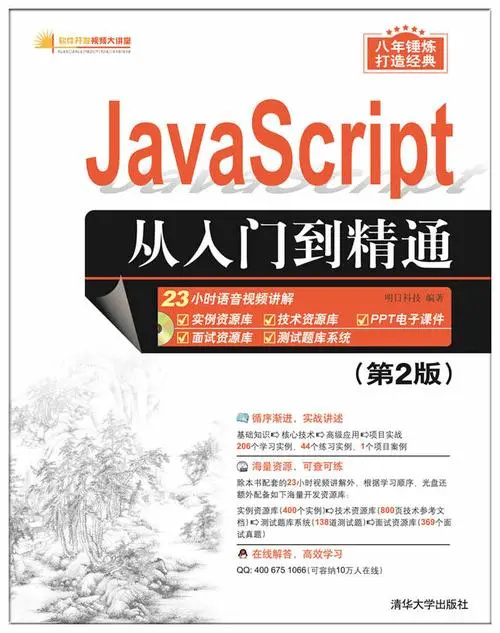 软件开发视频大讲堂
八年锤炼
打造经典
JavaScript
从入门到精通
23小时语音视频讲解
明日科技 编著
实例资源库 技术资源库 PPT电子课件
面试资源库 测试题库系统
(第2版)
循序渐进,实战讲述
基础知识⇨核心技术⇨高级应用⇨项目实战
206个学习实例、44个练习实例、1个项目案例
海量资源,可查可练
除本书配套的23小时视频讲解外,根据学习顺序,光盘还
额外配备如下海量开发资源库:
实例资源库(400个实例)⇨技术资源库(800页技术参考文
档)⇨测试题库系统(138道测试题)⇨面试资源库(369个面
试真题)
在线解答,高效学习
QQ: 400 675 1066 (可容纳10万人在线)
清华大学出版社